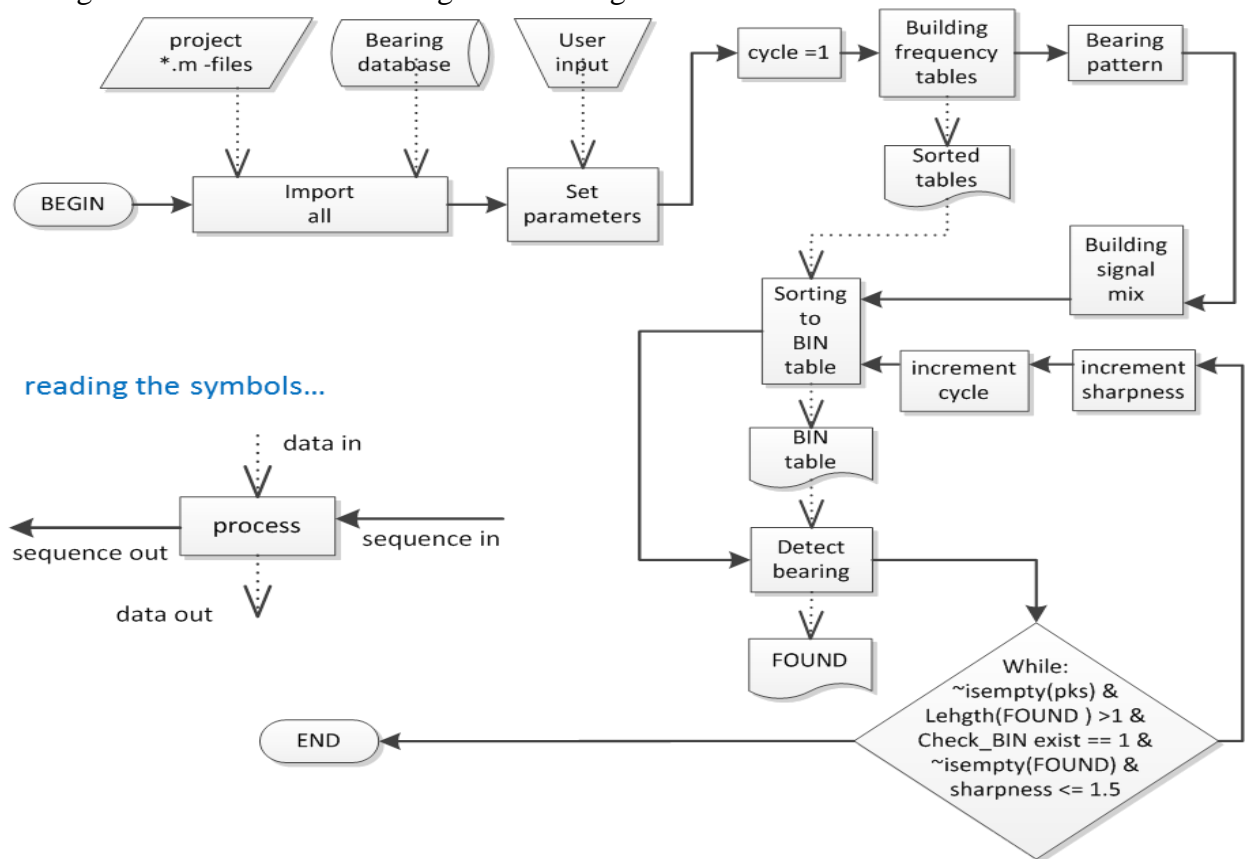 project
*.m -files
Bearing
database
User
input
cycle =1
Building
frequency
tables
Bearing
pattern
Sorted
tables
BEGIN
Import
all
Set
parameters
Building
signal
mix
Sorting
to
BIN
table
increment
cycle
increment
sharpness
reading the symbols...
BIN
table
data in
process
sequence out
sequence in
data out
Detect
bearing
FOUND
While:
~isempty(pks) &
Lehgth(FOUND ) >1 &
Check_BIN exist == 1 &
~isempty(FOUND) &
sharpness <= 1.5
END